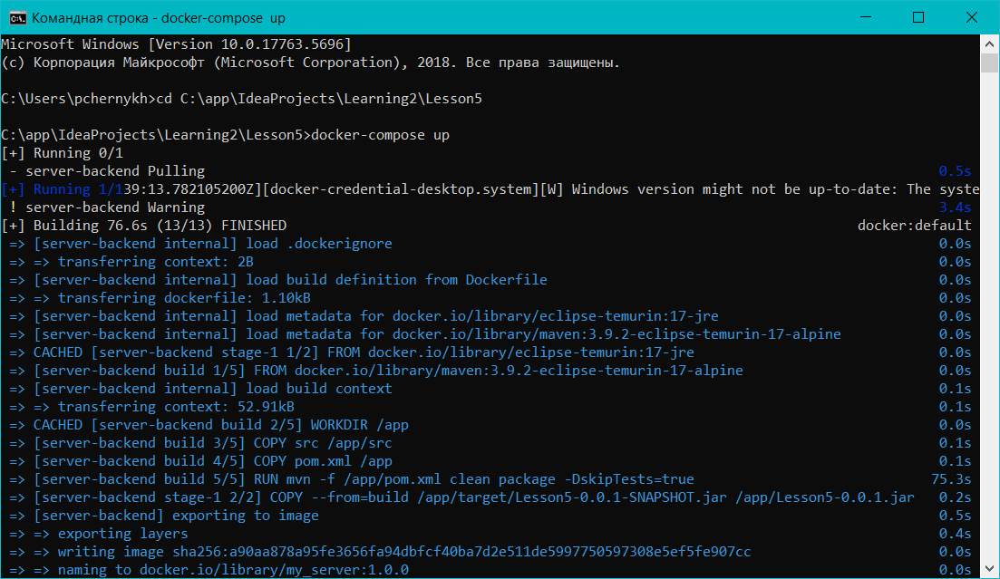 Командная строка - docker-compose up
Microsoft Windows [Version 10.0.17763.5696]
(c) Корпорация Майкрософт (Microsoft Corporation), 2018. Все права защищены.
C:\Users\pchernykh>cd C:\app\IdeaProjects\Learning2\Lesson5
C:\app\IdeaProjects\Learning2\Lesson5>docker-compose up
[+] Running 0/1
- server-backend Pulling 0.5s
[+] Running 1/139:13.782105200Z][docker-credential-desktop.system][W] Windows version might not be up-to-date: The syste
! server-backend Warning 3.4s
[+] Building 76.6s (13/13) FINISHED docker:default
=> [server-backend internal] load .dockerignore 0.0s
=> => transferring context: 2B 0.0s
=> [server-backend internal] load build definition from Dockerfile 0.0s
=> => transferring dockerfile: 1.10kB 0.0s
=> [server-backend internal] load metadata for docker.io/library/eclipse-temurin:17-jre 0.0s
=> [server-backend internal] load metadata for docker.io/library/maven:3.9.2-eclipse-temurin-17-alpine 0.0s
=> CACHED [server-backend stage-1 1/2] FROM docker.io/library/eclipse-temurin:17-jre 0.0s
=> [server-backend build 1/5] FROM docker.io/library/maven:3.9.2-eclipse-temurin-17-alpine 0.0s
=> [server-backend internal] load build context 0.1s
=> => transferring context: 52.91kB 0.1s
=> CACHED [server-backend build 2/5] WORKDIR /app 0.0s
=> [server-backend build 3/5] COPY src /app/src 0.1s
=> [server-backend build 4/5] COPY pom.xml /app 0.1s
=> [server-backend build 5/5] RUN mvn -f /app/pom.xml clean package -DskipTests=true 75.3s
=> [server-backend stage-1 2/2] COPY --from=build /app/target/Lesson5-0.0.1-SNAPSHOT.jar /app/Lesson5-0.0.1.jar 0.2s
=> [server-backend] exporting to image 0.5s
=> => exporting layers 0.4s
=> => writing image sha256:a90aa878a95fe3656fa94dbfcf40ba7d2e511de5997750597308e5ef5fe907cc 0.0s
=> => naming to docker.io/library/my_server:1.0.0 0.0s